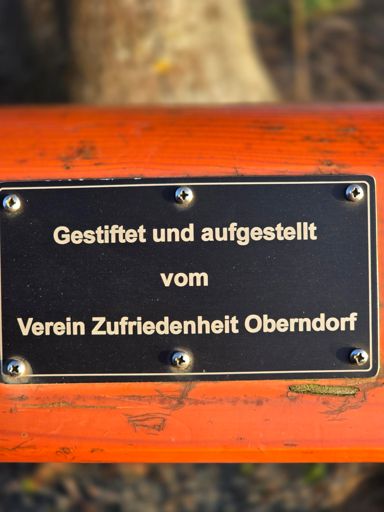 Gestiftet und aufgestellt
vom
Verein Zufriedenheit Oberndorf